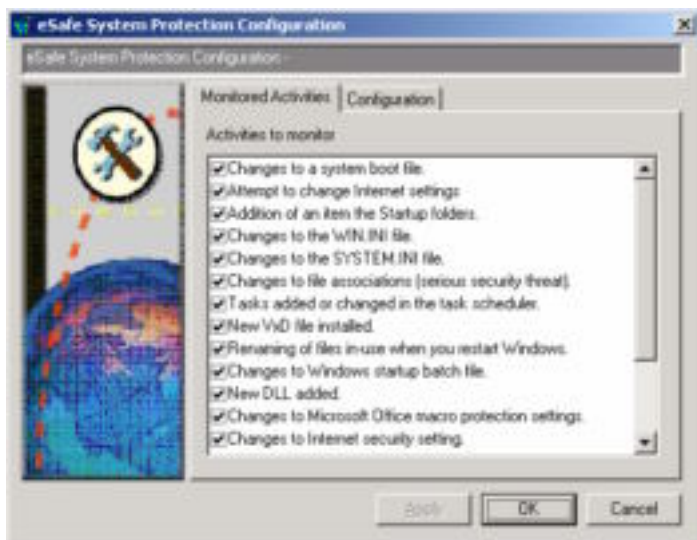 eSafe System Protection Configuration
eSafe System Protection Configuration -
Monitored Activities
Configuration
Activities to monitor
Changes to a system boot file.
Attempt to change Internet settings
Addition of an item the Startup folders.
Changes to the WIN.INI file.
Changes to the SYSTEM.INI file.
Changes to file associations (serious security threat).
Tasks added or changed in the task scheduler.
New VxD file installed.
Renaming of files in-use when you restart Windows.
Changes to Windows startup batch file.
New DLL added.
Changes to Microsoft Office macro protection settings.
Changes to Internet security setting.
Apply
OK
Cancel